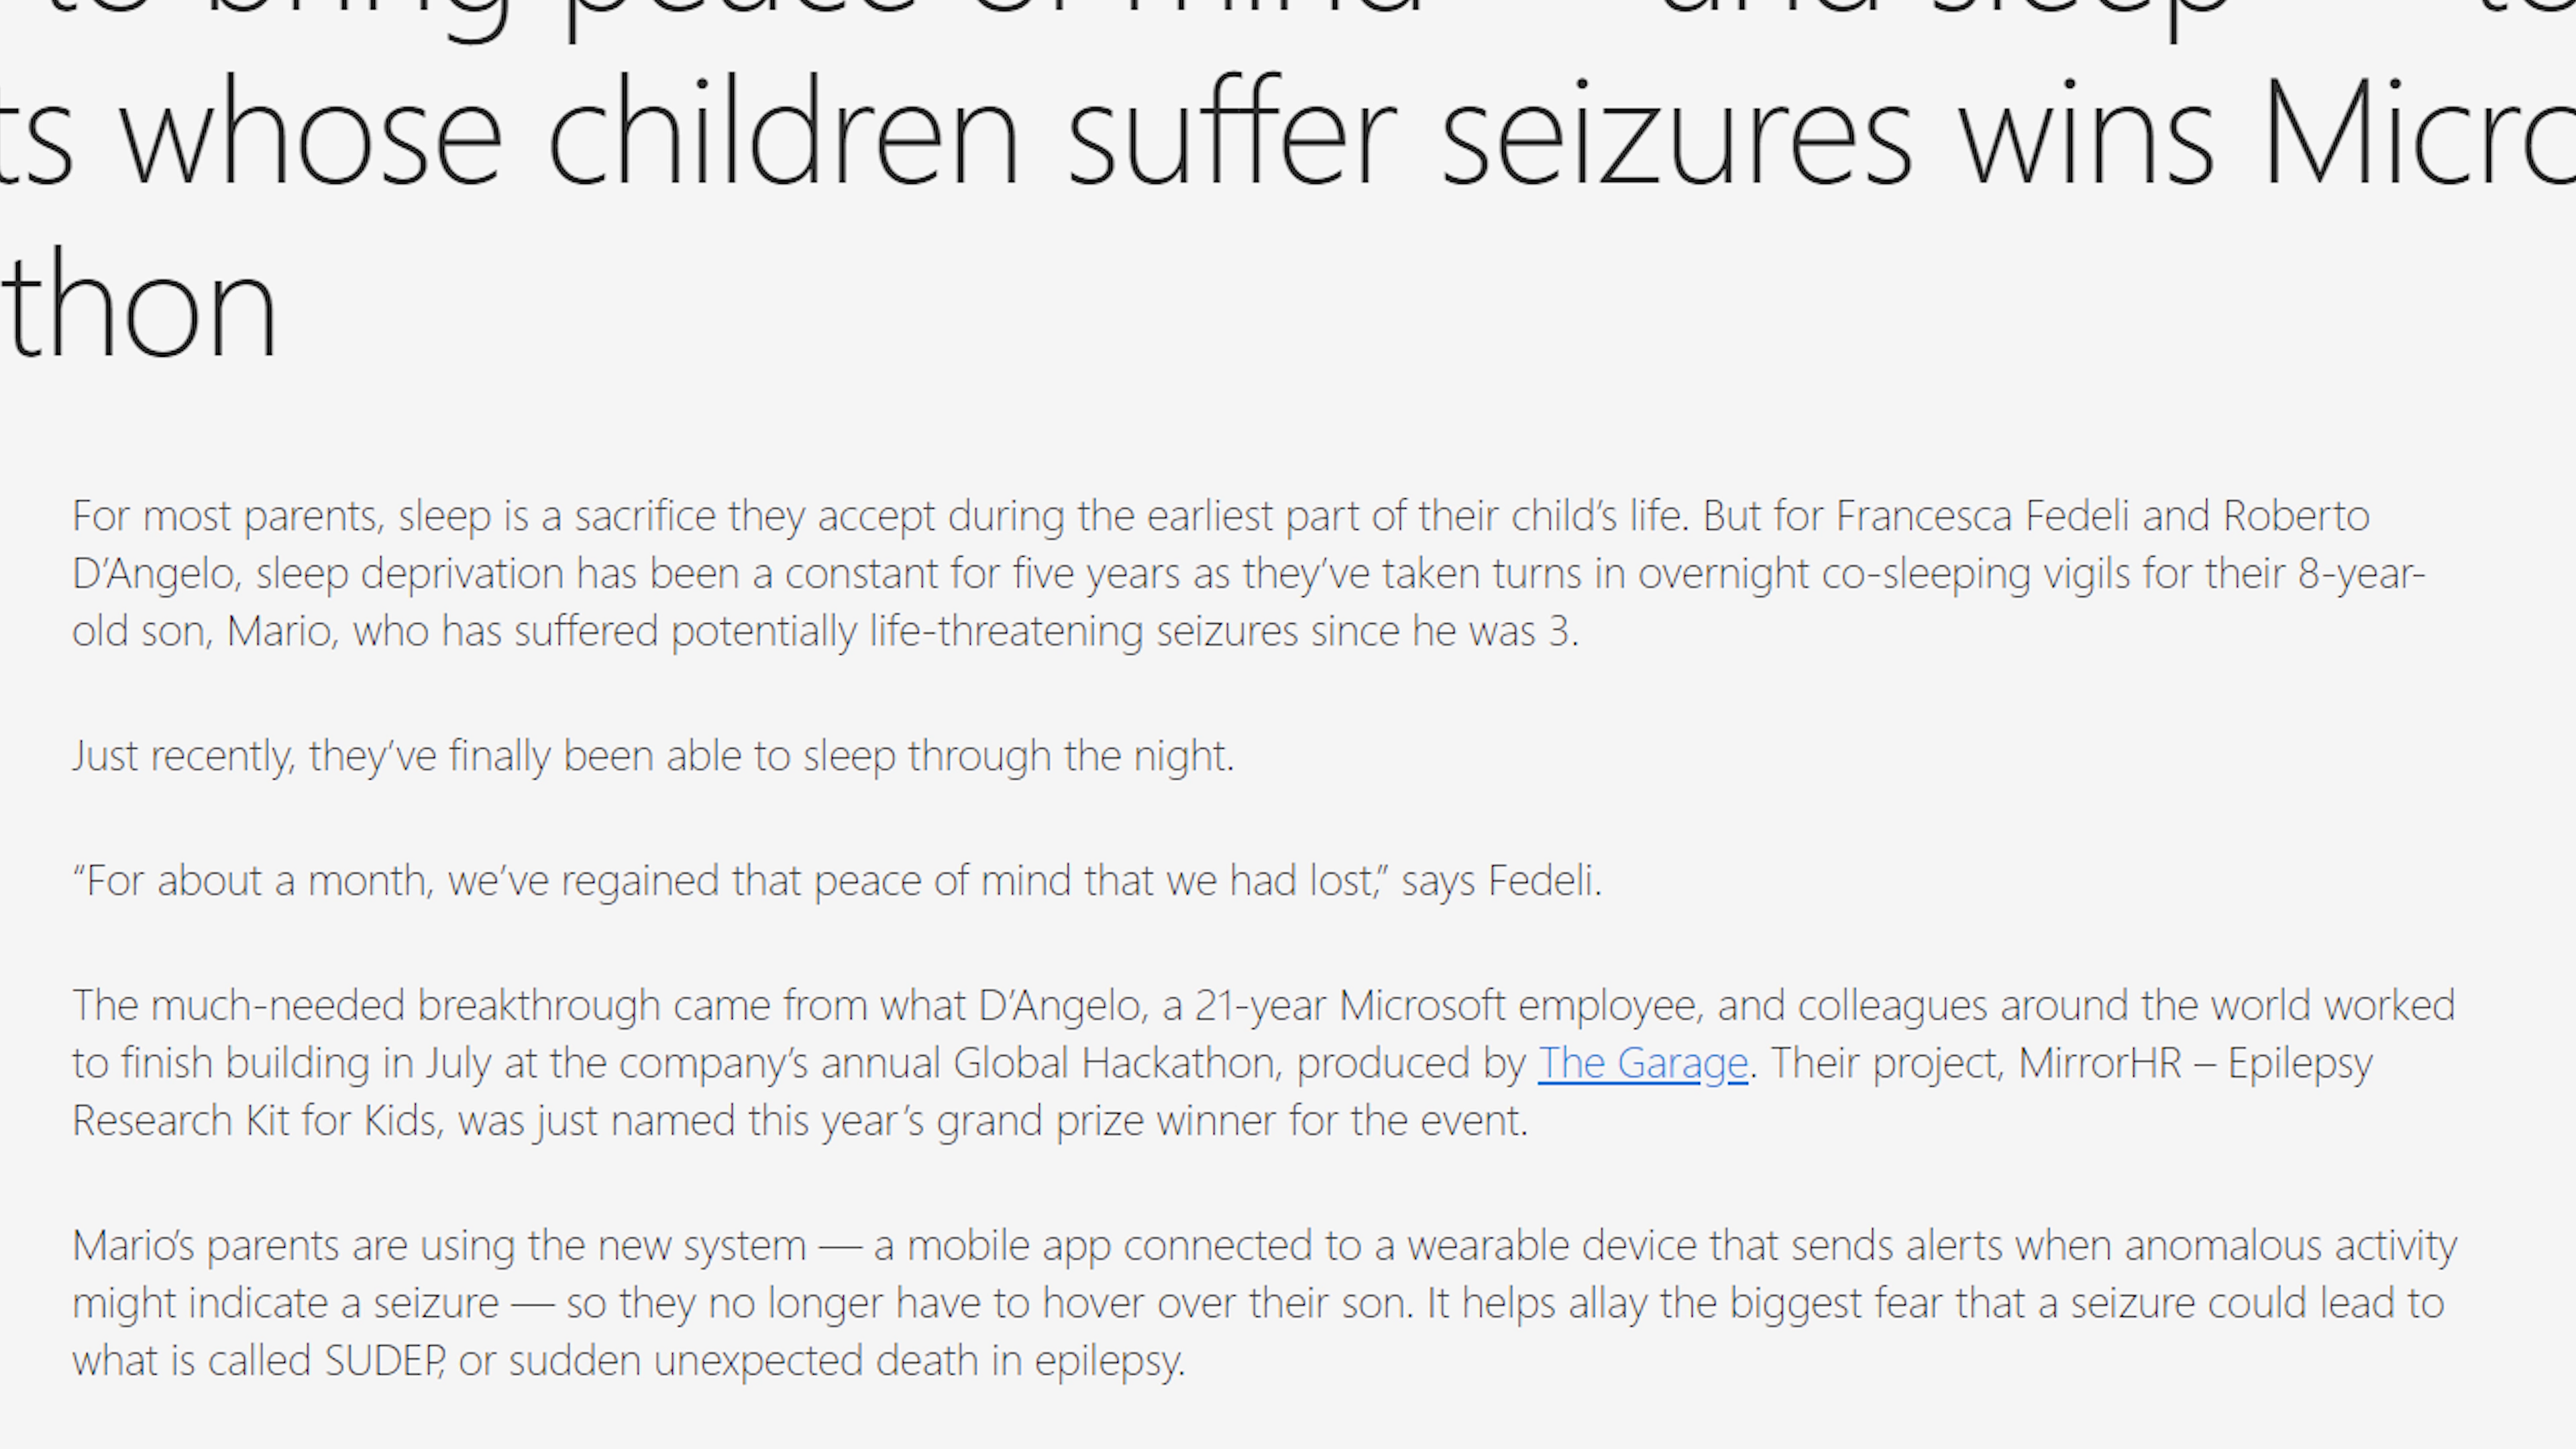 to bring peace of mind — and sleep — to
ts whose children suffer seizures wins Micro
thon
For most parents, sleep is a sacrifice they accept during the earliest part of their child’s life. But for Francesca Fedeli and Roberto
D’Angelo, sleep deprivation has been a constant for five years as they’ve taken turns in overnight co-sleeping vigils for their 8-year-
old son, Mario, who has suffered potentially life-threatening seizures since he was 3.
Just recently, they’ve finally been able to sleep through the night.
“For about a month, we’ve regained that peace of mind that we had lost,” says Fedeli.
The much-needed breakthrough came from what D’Angelo, a 21-year Microsoft employee, and colleagues around the world worked
to finish building in July at the company’s annual Global Hackathon, produced by The Garage. Their project, MirrorHR – Epilepsy
Research Kit for Kids, was just named this year’s grand prize winner for the event.
Mario’s parents are using the new system — a mobile app connected to a wearable device that sends alerts when anomalous activity
might indicate a seizure — so they no longer have to hover over their son. It helps allay the biggest fear that a seizure could lead to
what is called SUDEP, or sudden unexpected death in epilepsy.